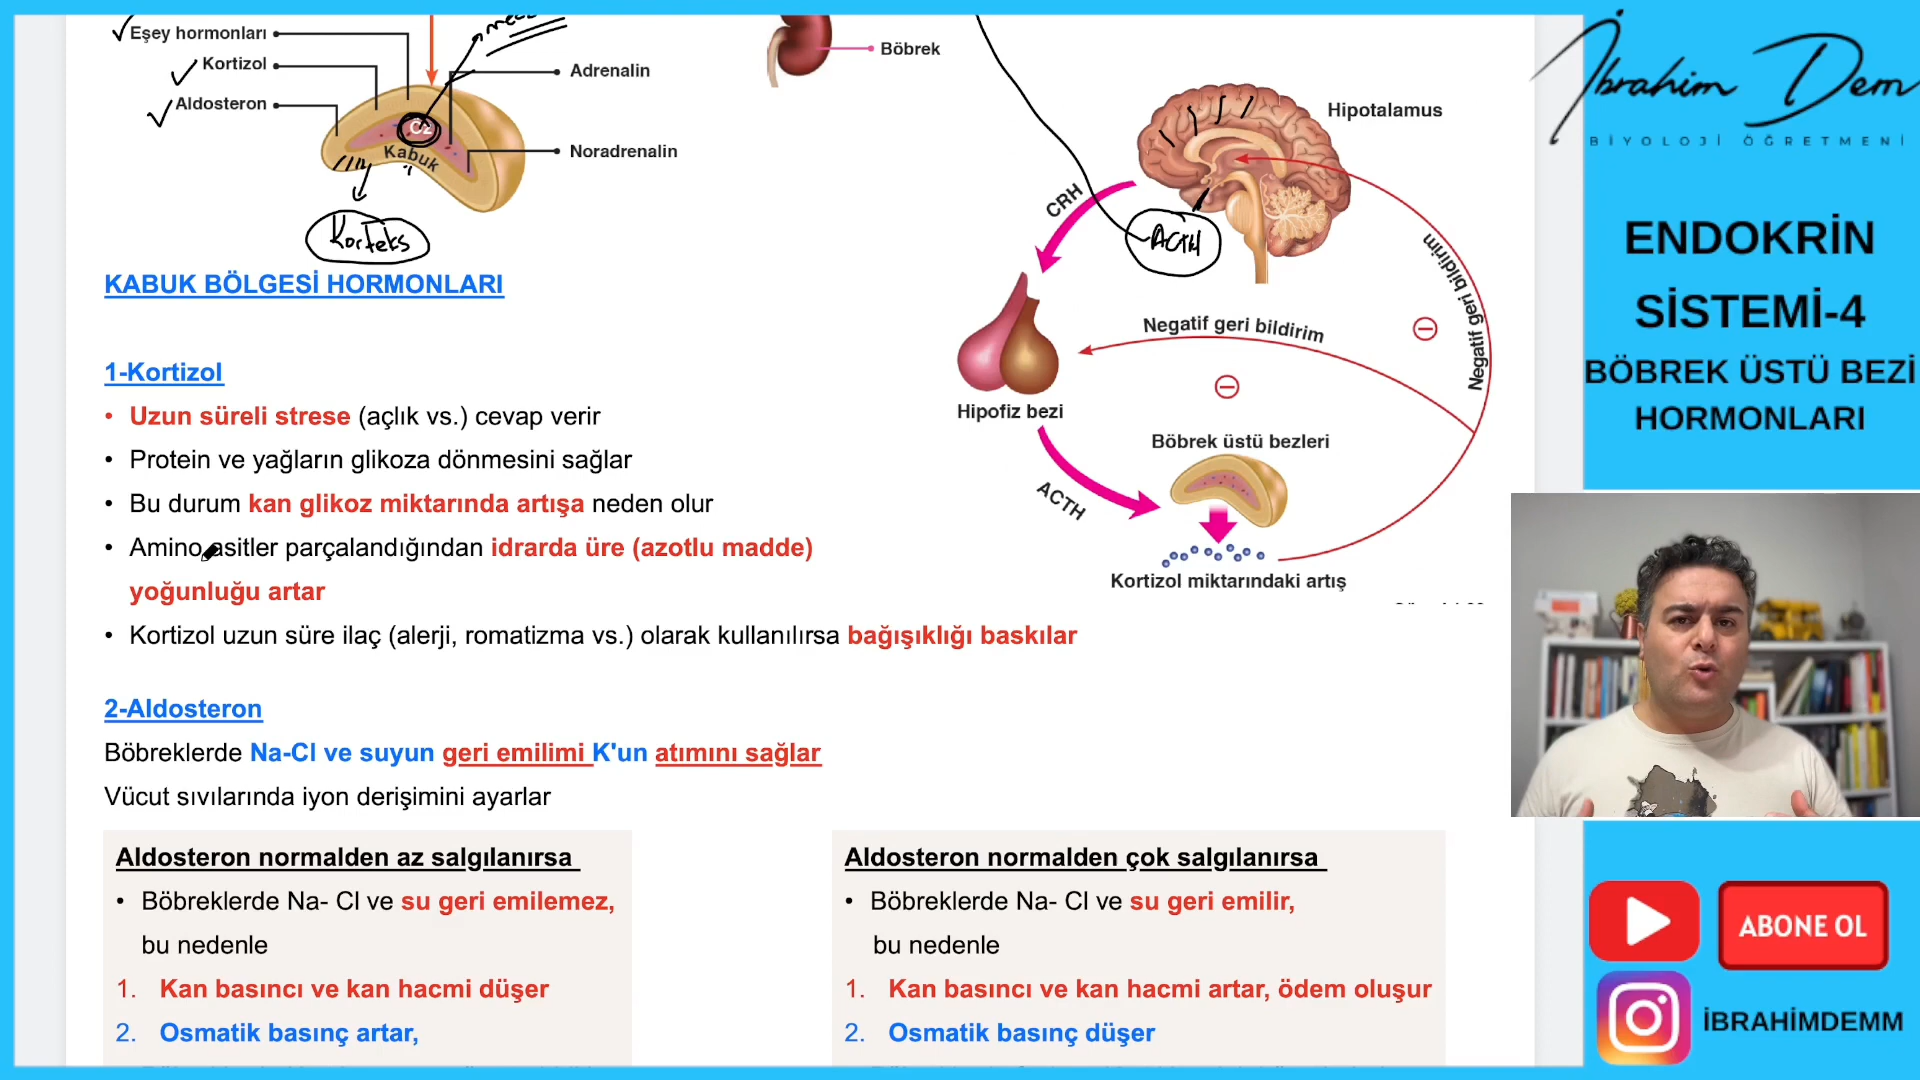 Eşey hormonları
Kortizol
Aldosteron
Adrenalin
Noradrenalin
Öz
Kabuk
Korteks
Böbrek
Hipotalamus
CRH
ACTH
Negatif geri bildirim
Negatif geri bildirim
Hipofiz bezi
ACTH
Böbrek üstü bezleri
Kortizol miktarındaki artış
KABUK BÖLGESİ HORMONLARI
1-Kortizol
• Uzun süreli strese (açlık vs.) cevap verir
• Protein ve yağların glikoza dönmesini sağlar
• Bu durum kan glikoz miktarında artışa neden olur
• Amino asitler parçalandığından idrarda üre (azotlu madde)
yoğunluğu artar
• Kortizol uzun süre ilaç (alerji, romatizma vs.) olarak kullanılırsa bağışıklığı baskılar
2-Aldosteron
Böbreklerde Na-Cl ve suyun geri emilimi K'un atımını sağlar
Vücut sıvılarında iyon derişimini ayarlar
Aldosteron normalden az salgılanırsa
• Böbreklerde Na- Cl ve su geri emilemez,
bu nedenle
1. Kan basıncı ve kan hacmi düşer
2. Osmatik basınç artar,
Aldosteron normalden çok salgılanırsa
• Böbreklerde Na- Cl ve su geri emilir,
bu nedenle
1. Kan basıncı ve kan hacmi artar, ödem oluşur
2. Osmatik basınç düşer
İbrahim Dem
BİYOLOJİ ÖĞRETMENİ
ENDOKRİN
SİSTEMİ-4
BÖBREK ÜSTÜ BEZİ
HORMONLARI
ABONE OL
İBRAHİMDEMM